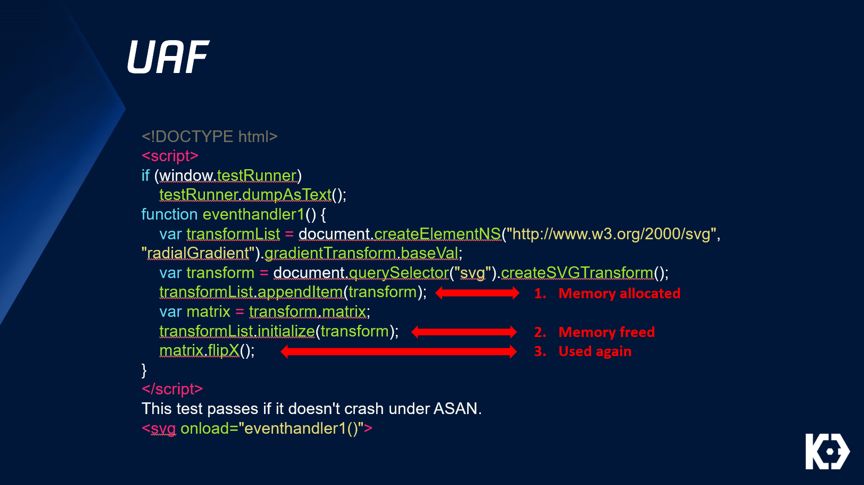 UAF
<!DOCTYPE html>
<script>
if (window.testRunner)
testRunner.dumpAsText();
function eventhandler1() {
var transformList = document.createElementNS("http://www.w3.org/2000/svg",
"radialGradient").gradientTransform.baseVal;
var transform = document.querySelector("svg").createSVGTransform();
transformList.appendItem(transform); 1. Memory allocated
var matrix = transform.matrix;
transformList.initialize(transform); 2. Memory freed
matrix.flipX(); 3. Used again
}
</script>
This test passes if it doesn't crash under ASAN.
<svg onload="eventhandler1()">